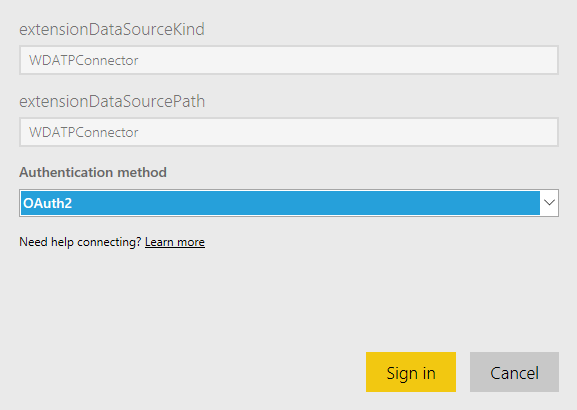 extensionDataSourceKind
WDATPConnector
extensionDataSourcePath
WDATPConnector
Authentication method
OAuth2
Need help connecting? Learn more
Sign in
Cancel